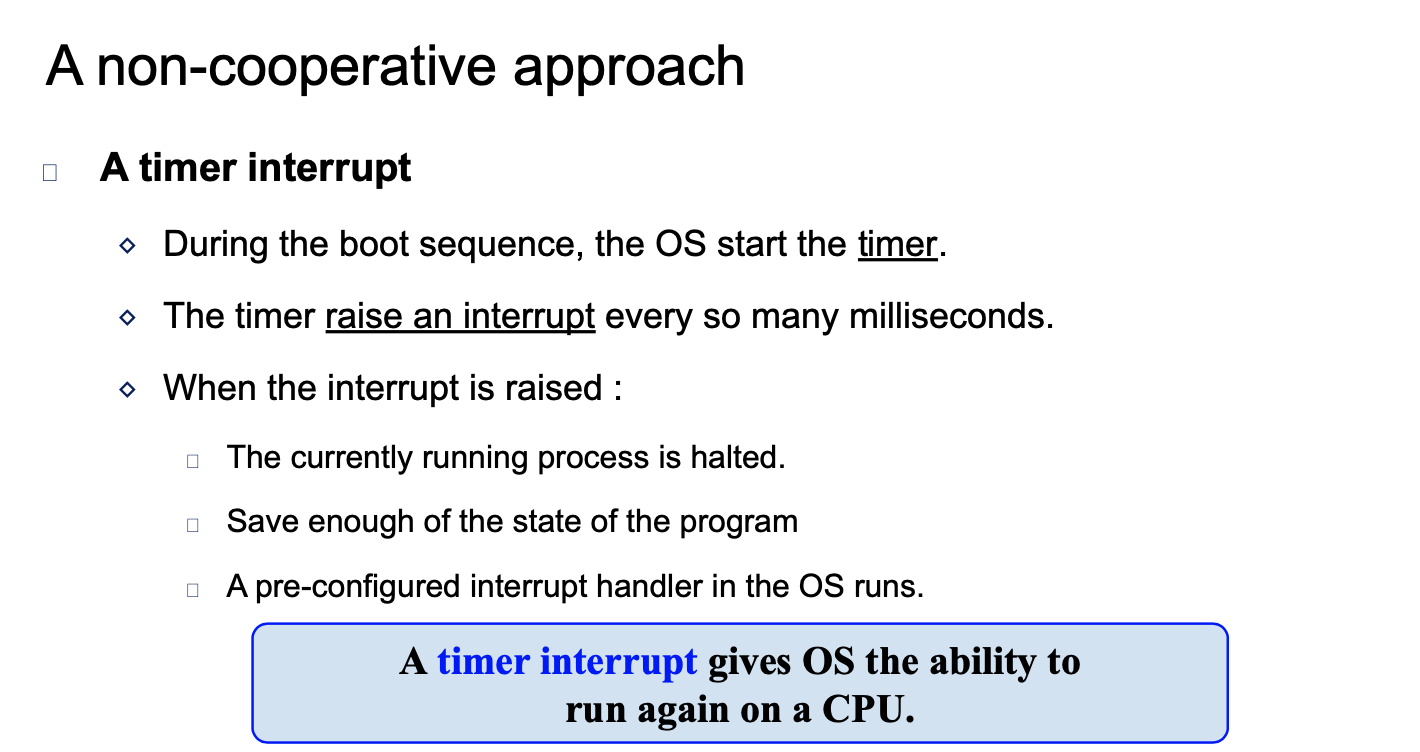 A non-cooperative approach
A timer interrupt
During the boot sequence, the OS start the timer.
The timer raise an interrupt every so many milliseconds.
When the interrupt is raised :
The currently running process is halted.
Save enough of the state of the program
A pre-configured interrupt handler in the OS runs.
A timer interrupt gives OS the ability to
run again on a CPU.